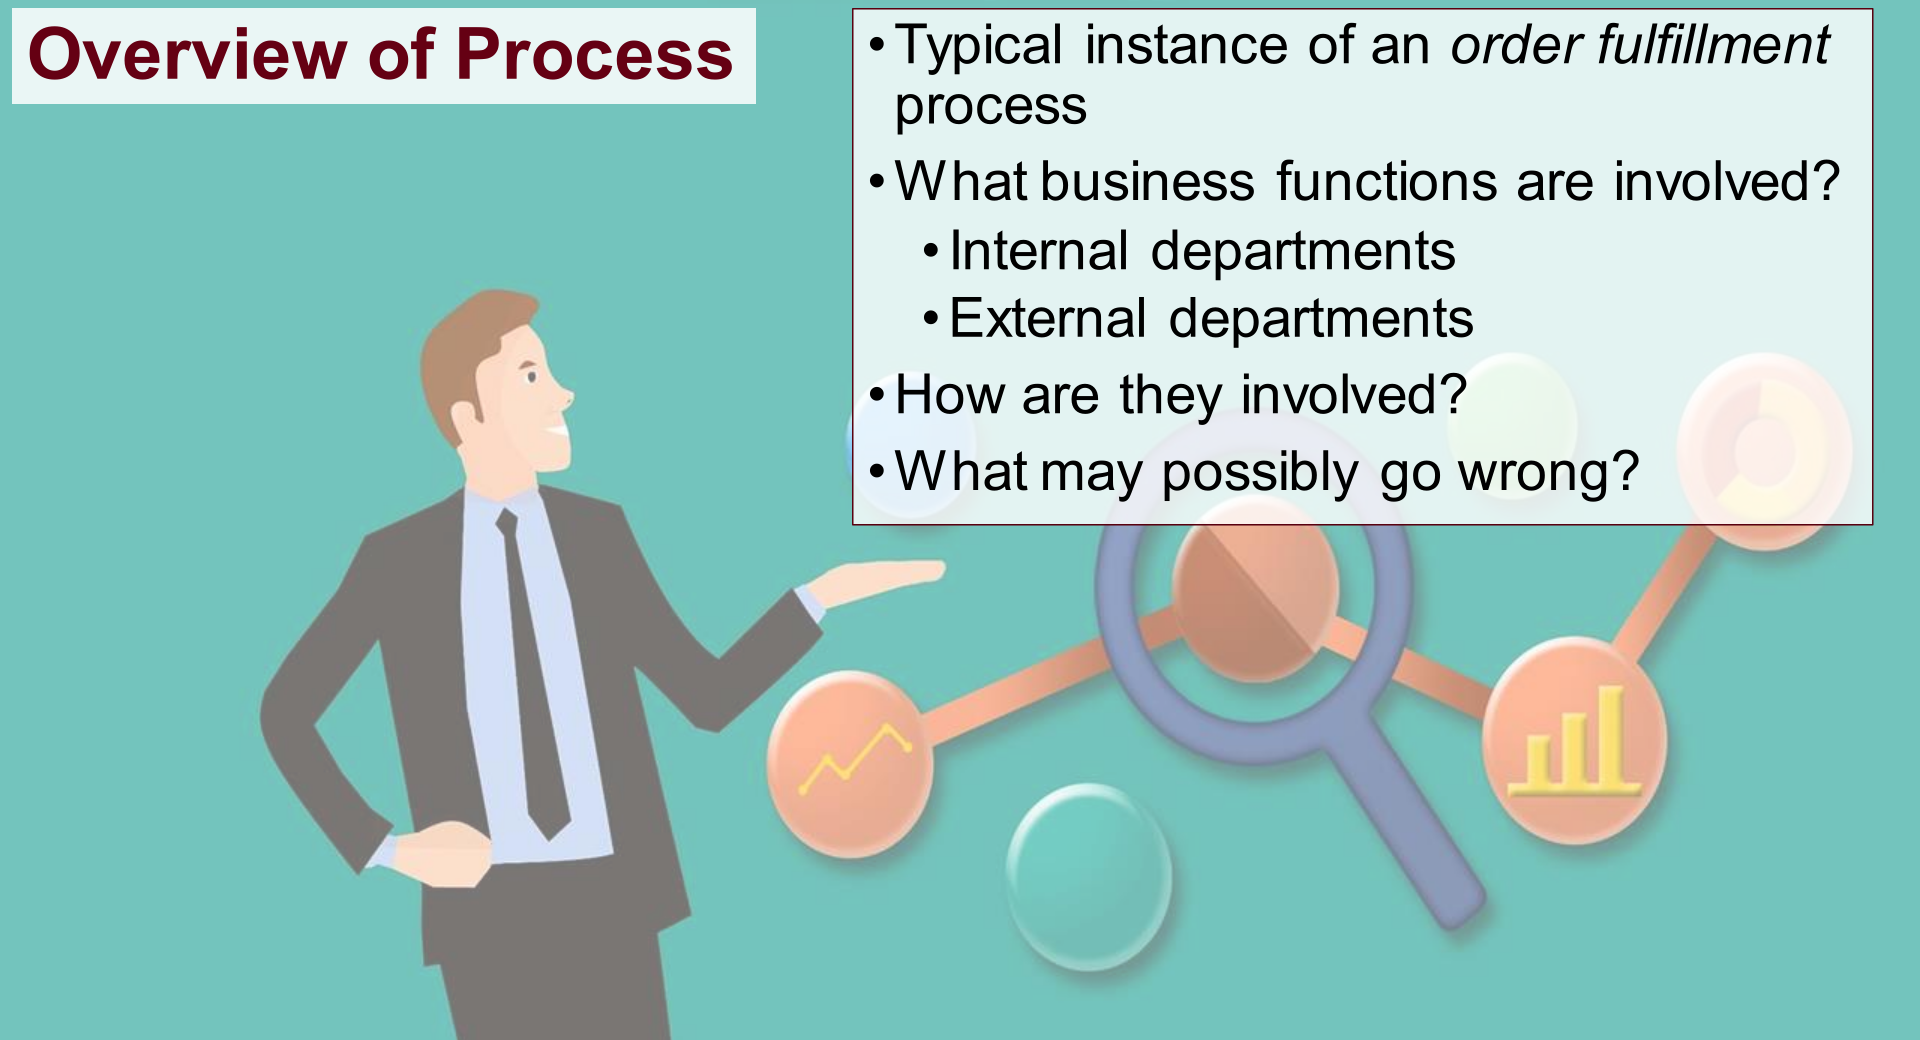 Overview of Process
• Typical instance of an order fulfillment
process
• What business functions are involved?
• Internal departments
• External departments
• How are they involved?
• What may possibly go wrong?